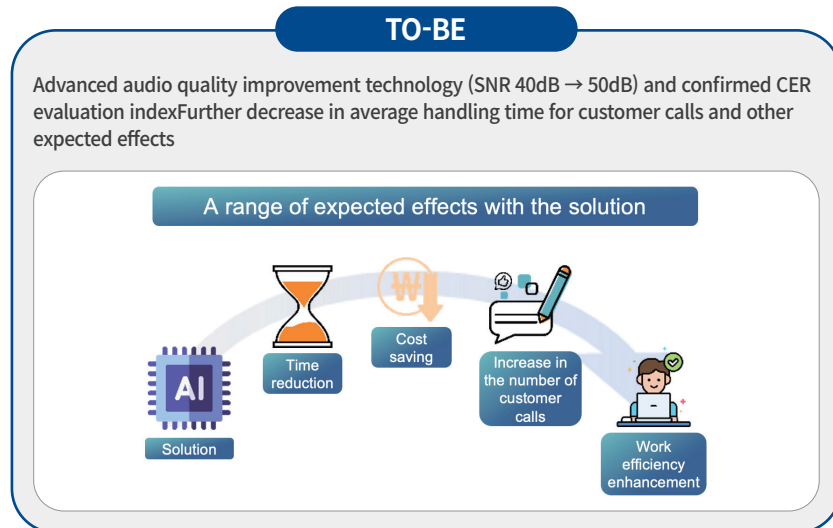 TO-BE
Advanced audio quality improvement technology (SNR 40dB → 50dB) and confirmed CER
evaluation indexFurther decrease in average handling time for customer calls and other
expected effects
A range of expected effects with the solution
AI
Solution
Time
reduction
₩
Cost
saving
Increase in
the number of
customer
calls
Work
efficiency
enhancement